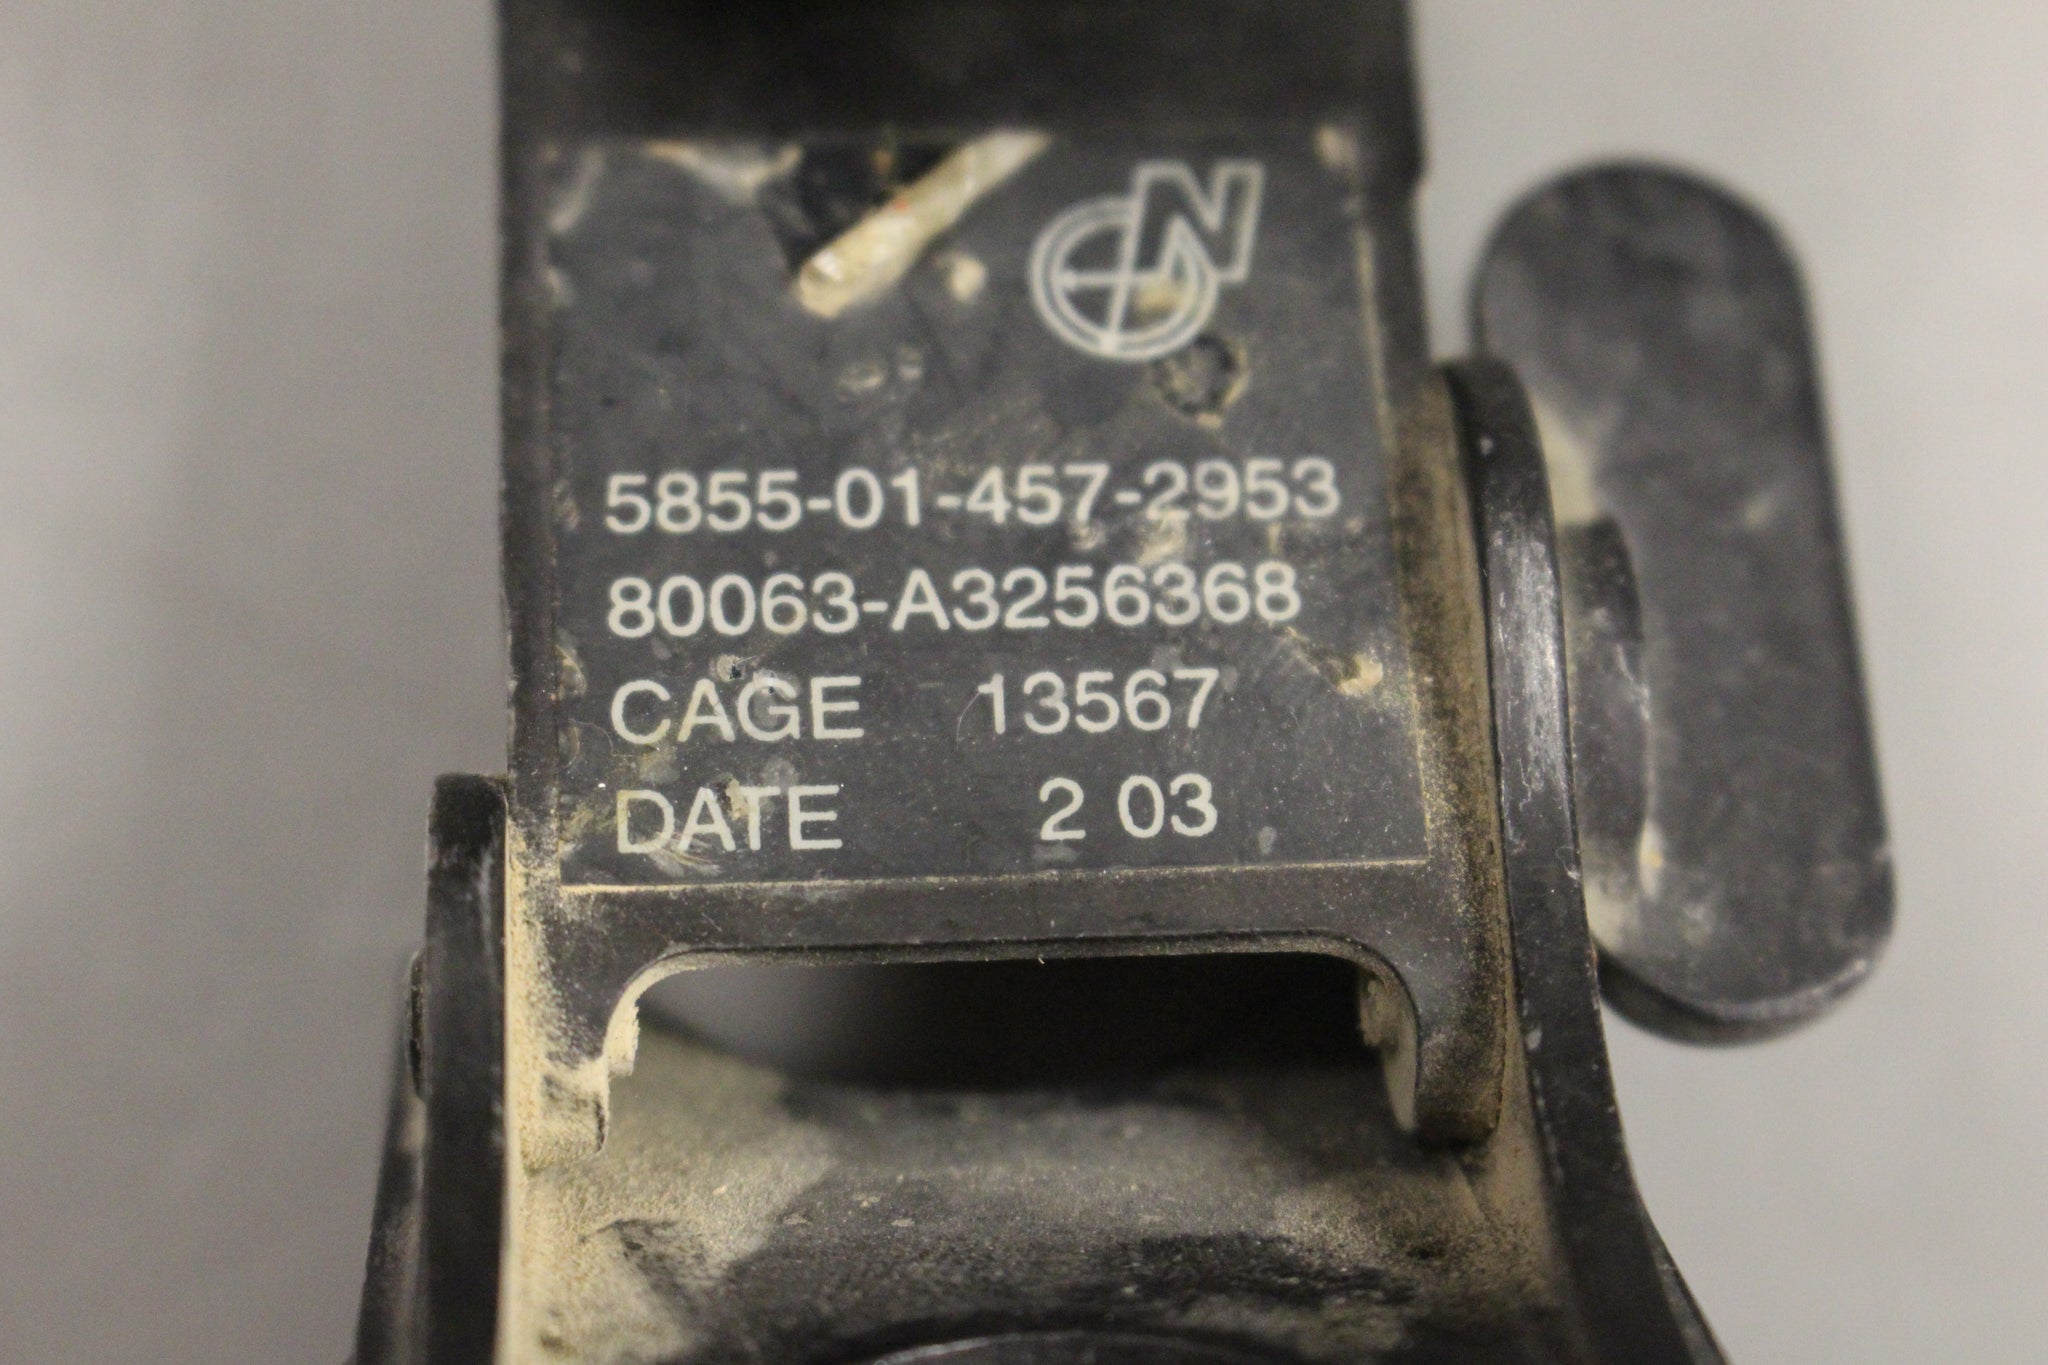 N
5855-01-457-2953
80063-A3256368
CAGE 13567
DATE 2 03